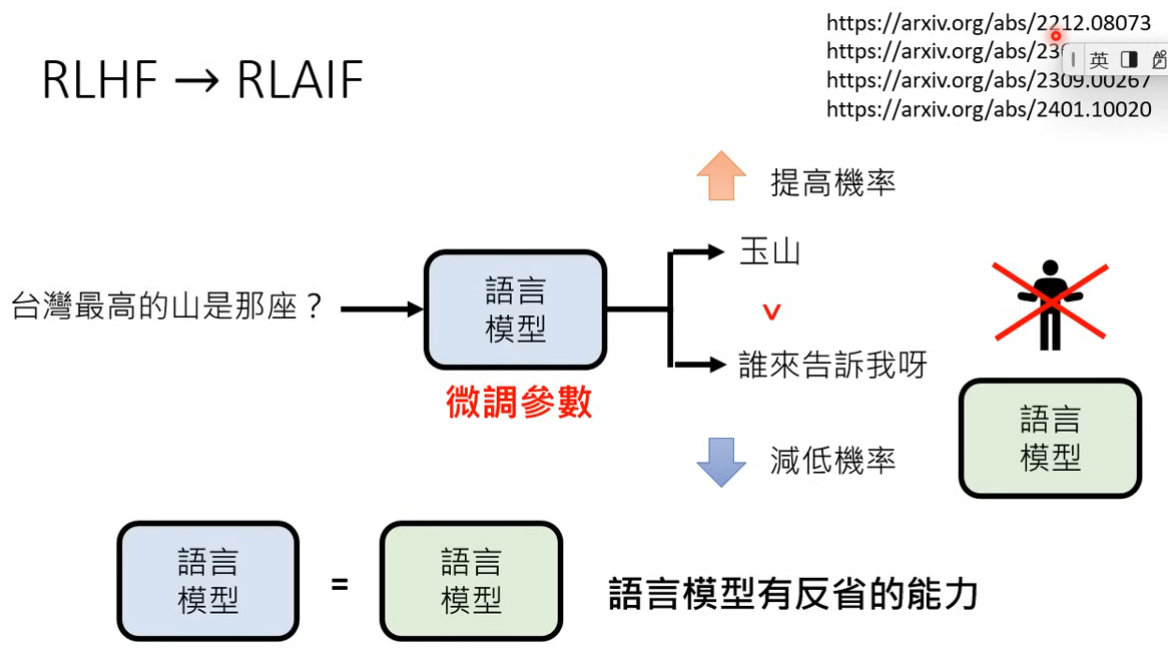 https://arxiv.org/abs/2212.08073
https://arxiv.org/abs/230
https://arxiv.org/abs/2309.00267
https://arxiv.org/abs/2401.10020
英
RLHF → RLAIF
提高機率
玉山
台灣最高的山是那座？
語言
模型
微調參數
∨
誰來告訴我呀
減低機率
語言
模型
語言
模型
=
語言
模型
語言模型有反省的能力